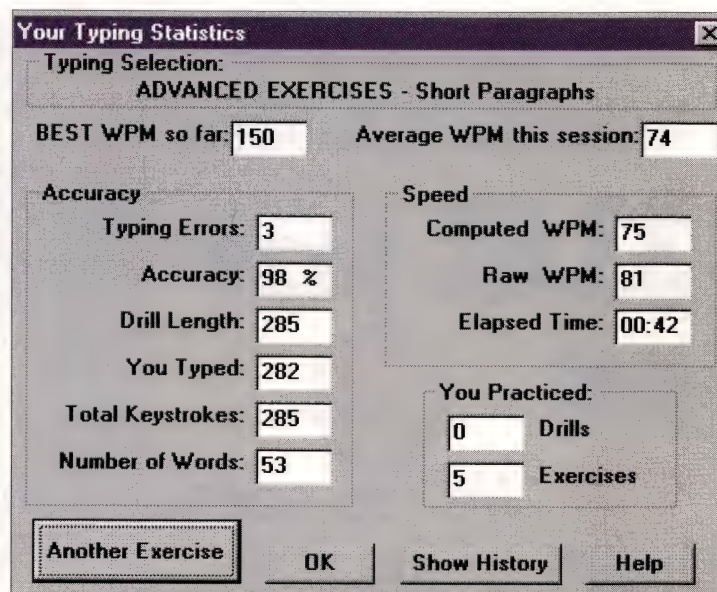 Your Typing Statistics
Typing Selection:
ADVANCED EXERCISES - Short Paragraphs
BEST WPM so far: 150 Average WPM this session: 74
Accuracy
Typing Errors: 3
Accuracy: 98 %
Drill Length: 285
You Typed: 282
Total Keystrokes: 285
Number of Words: 53
Speed
Computed WPM: 75
Raw WPM: 81
Elapsed Time: 00:42
You Practiced:
0 Drills
5 Exercises
Another Exercise OK Show History Help